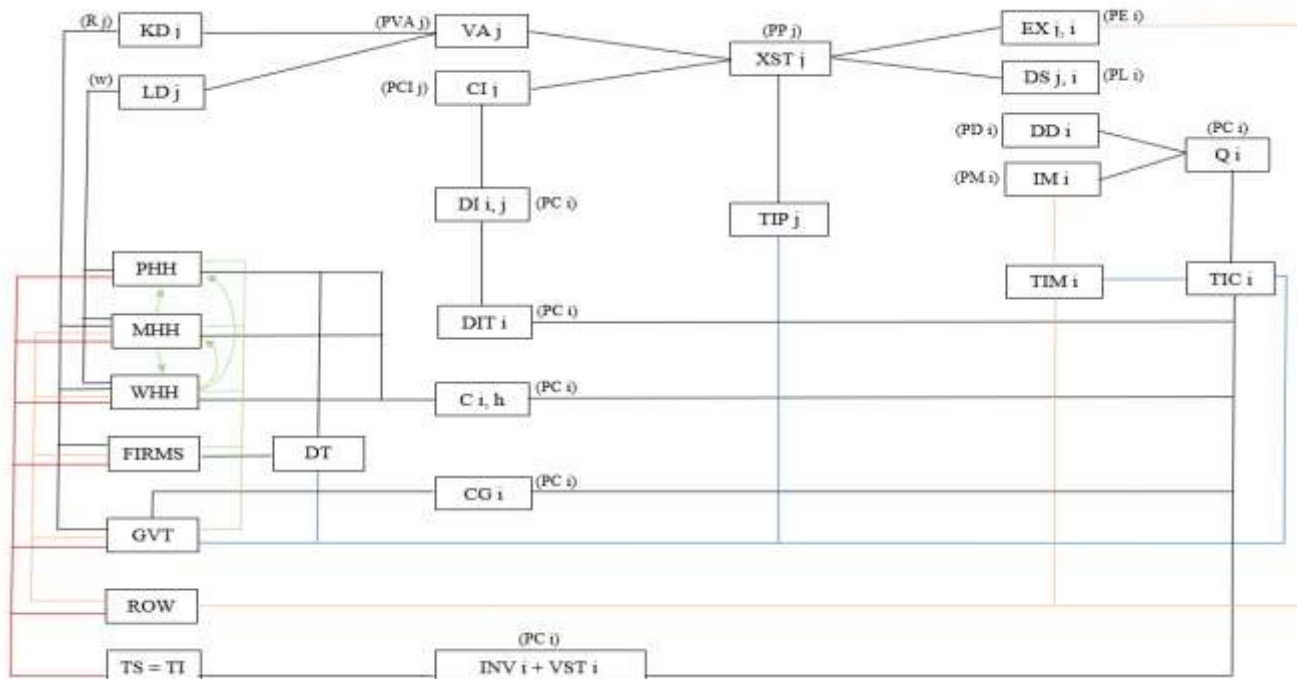 (R j)
KD j
(PVA j)
VA j
(PP j)
XST j
EX j, i
(PE i)
(w)
LD j
(PCI j)
CI j
DS j, i
(PL i)
(PD i)
DD i
(PC i)
Q i
(PM i)
IM i
DI i, j
(PC i)
TIP j
PHH
TIM i
TIC i
MHH
DIT i
(PC i)
WHH
C i, h
(PC i)
FIRMS
DT
CG i
(PC i)
GVT
ROW
(PC i)
TS = TI
INV i + VST i